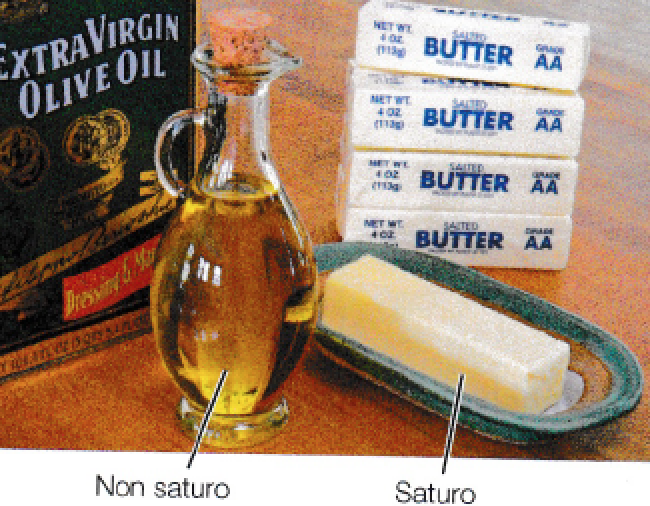 EXTRA VIRGIN
OLIVE OIL
Dressing & Mar
NET WT.
4 OZ.
(113g)
SALTED
BUTTER
GRADE
AA
NET WT.
4 OZ.
(113g)
SALTED
BUTTER
GRADE
AA
NET WT.
4 OZ.
(113g)
SALTED
BUTTER
GRADE
AA
NET WT.
4 OZ.
SALTED
BUTTER
GRADE
AA
Non saturo
Saturo